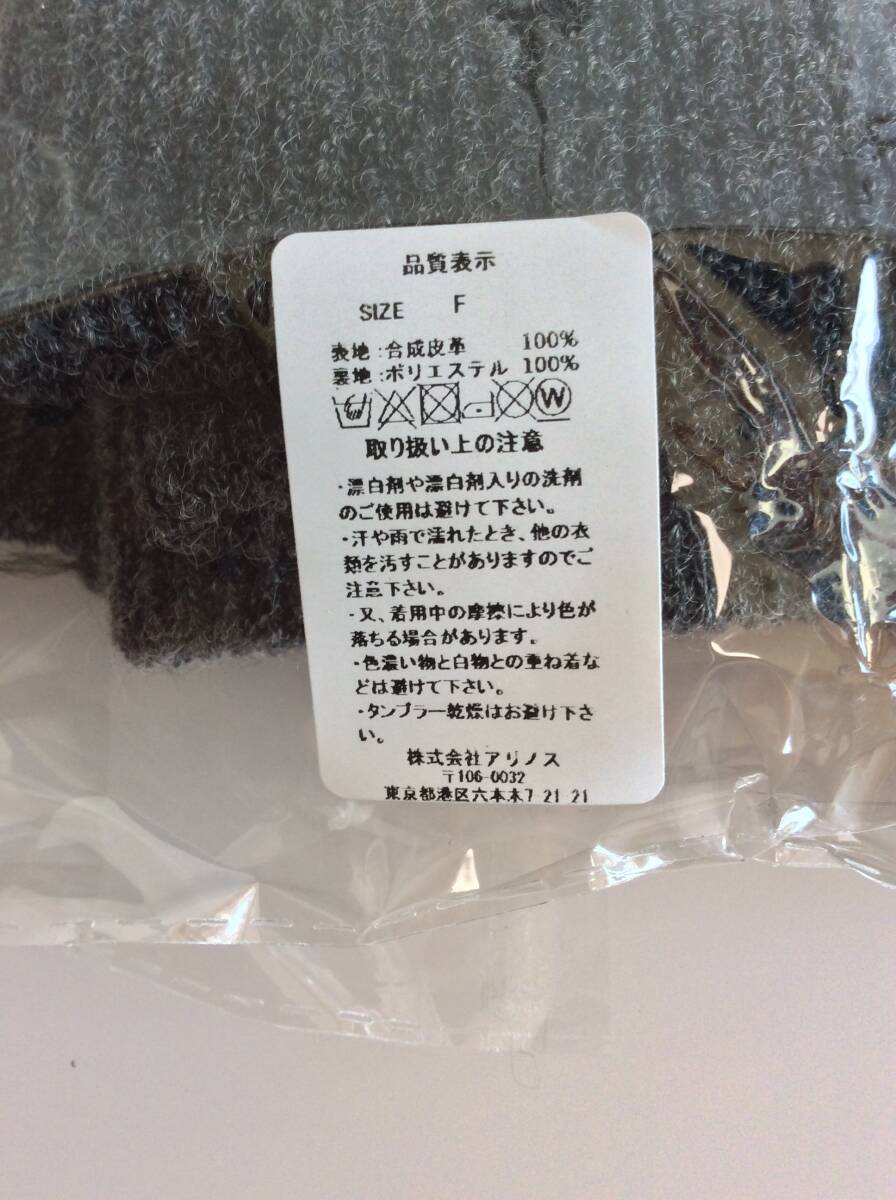 品質表示
SIZE F
表地:合成皮革 100%
裏地:ポリエステル 100%
W
取り扱い上の注意
・漂白剤や漂白剤入りの洗剤
のご使用は避けて下さい。
・汗や雨で濡れたとき、他の衣
類を汚すことがありますのでご
注意下さい。
・又、着用中の摩擦により色が
落ちる場合があります。
・色濃い物と白物との重ね着な
どは避けて下さい。
・タンブラー乾燥はお避け下さ
い。
株式会社アリノス
〒106-0032
東京都港区六本木7-21-21